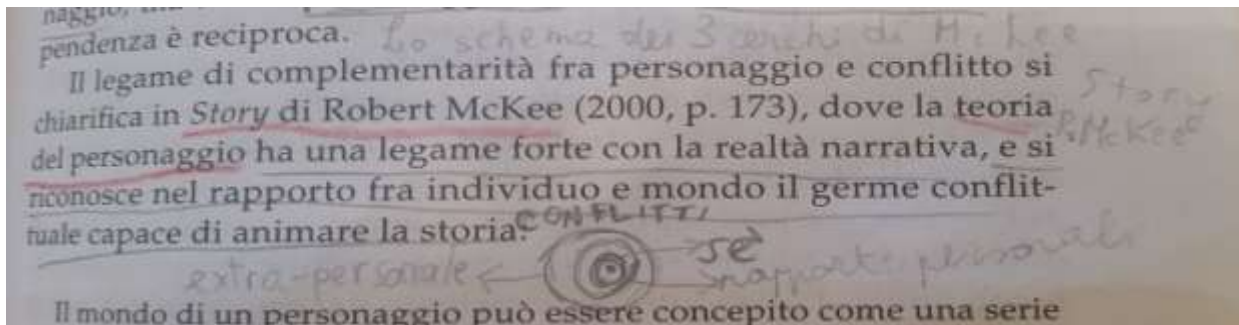 pendenza è reciproca. Lo schema dei 3 cerchi di McKee
Il legame di complementarità fra personaggio e conflitto si
chiarifica in Story di Robert McKee (2000, p. 173), dove la teoria
Story
R. McKee
del personaggio ha una legame forte con la realtà narrativa, e si
riconosce nel rapporto fra individuo e mondo il germe conflit-
tuale capace di animare la storia:
CONFLITTI
sé
extra-personale
rapporti personali
Il mondo di un personaggio può essere concepito come una serie